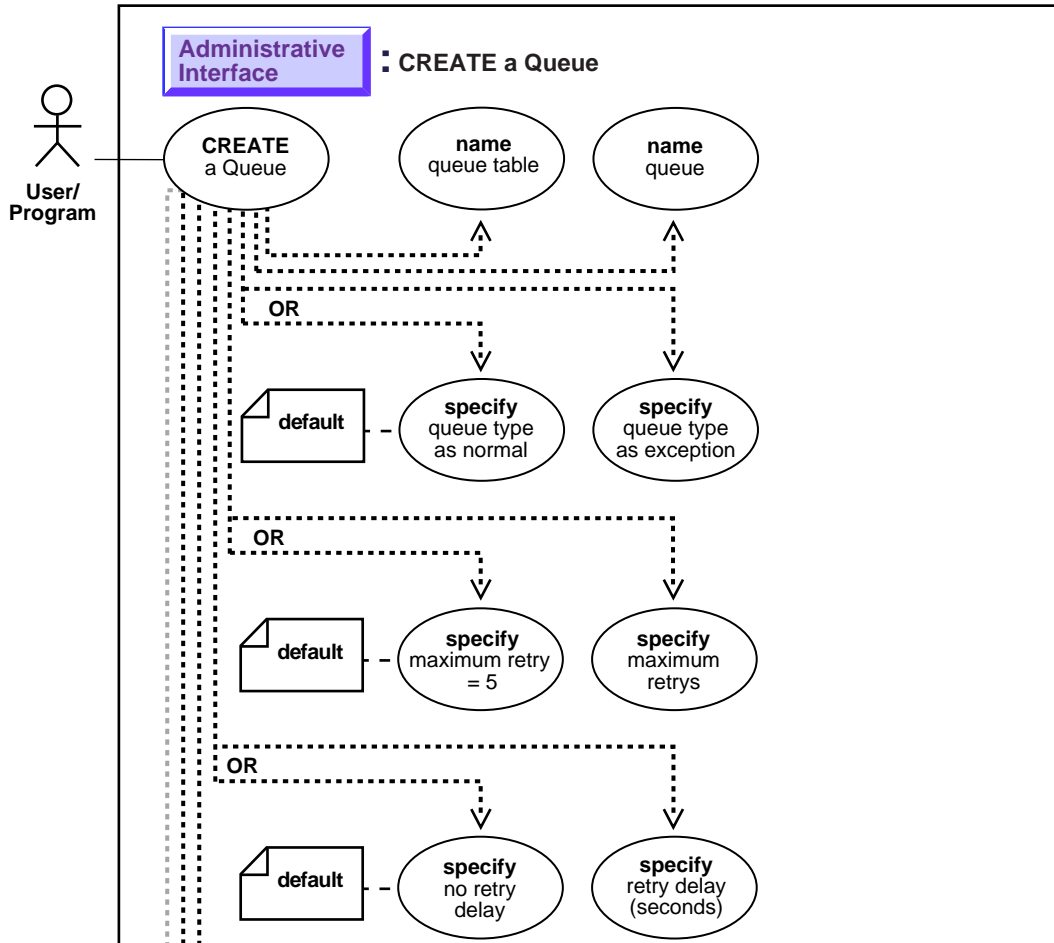 Administrative
Interface
: CREATE a Queue
User/
Program
CREATE
a Queue
name
queue table
name
queue
OR
default
specify
queue type
as normal
specify
queue type
as exception
OR
default
specify
maximum retry
= 5
specify
maximum
retrys
OR
default
specify
no retry
delay
specify
retry delay
(seconds)